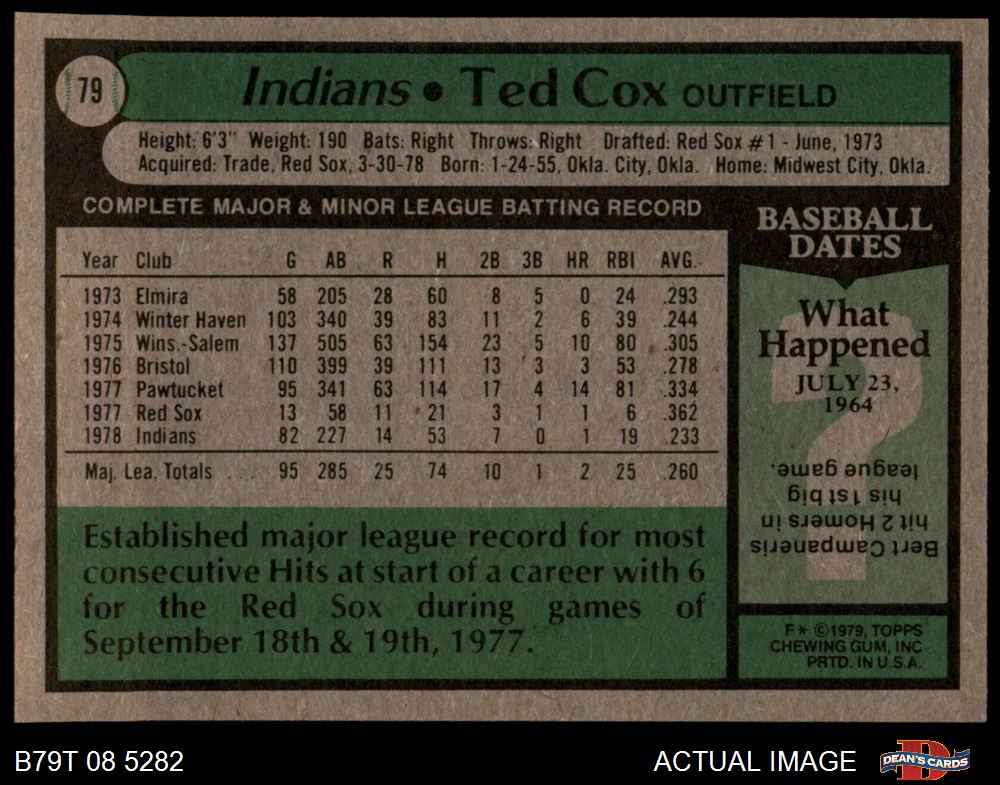 79
Indians • Ted Cox OUTFIELD
Height: 6'3" Weight: 190 Bats: Right Throws: Right Drafted: Red Sox #1 - June, 1973
Acquired: Trade, Red Sox, 3-30-78 Born: 1-24-55, Okla. City, Okla. Home: Midwest City, Okla.
COMPLETE MAJOR & MINOR LEAGUE BATTING RECORD
Year Club G AB R H 2B 3B HR RBI AVG.
1973 Elmira 58 205 28 60 8 5 0 24 .293
1974 Winter Haven 103 340 39 83 11 2 6 39 .244
1975 Wins.-Salem 137 505 63 154 23 5 10 80 .305
1976 Bristol 110 399 39 111 13 3 3 53 .278
1977 Pawtucket 95 341 63 114 17 4 14 81 .334
1977 Red Sox 13 58 11 21 3 1 1 6 .362
1978 Indians 82 227 14 53 7 0 1 19 .233
Maj. Lea. Totals . . . 95 285 25 74 10 1 2 25 .260
Established major league record for most
consecutive Hits at start of a career with 6
for the Red Sox during games of
September 18th & 19th, 1977.
BASEBALL
DATES
What
Happened
JULY 23,
1964
?
Bert Campaneris
hit 2 Homers in
his 1st big
league game.
F* ©1979, TOPPS
CHEWING GUM, INC
PRTD. IN U.S.A.
B79T 08 5282
ACTUAL IMAGE
D
DEAN'S CARDS